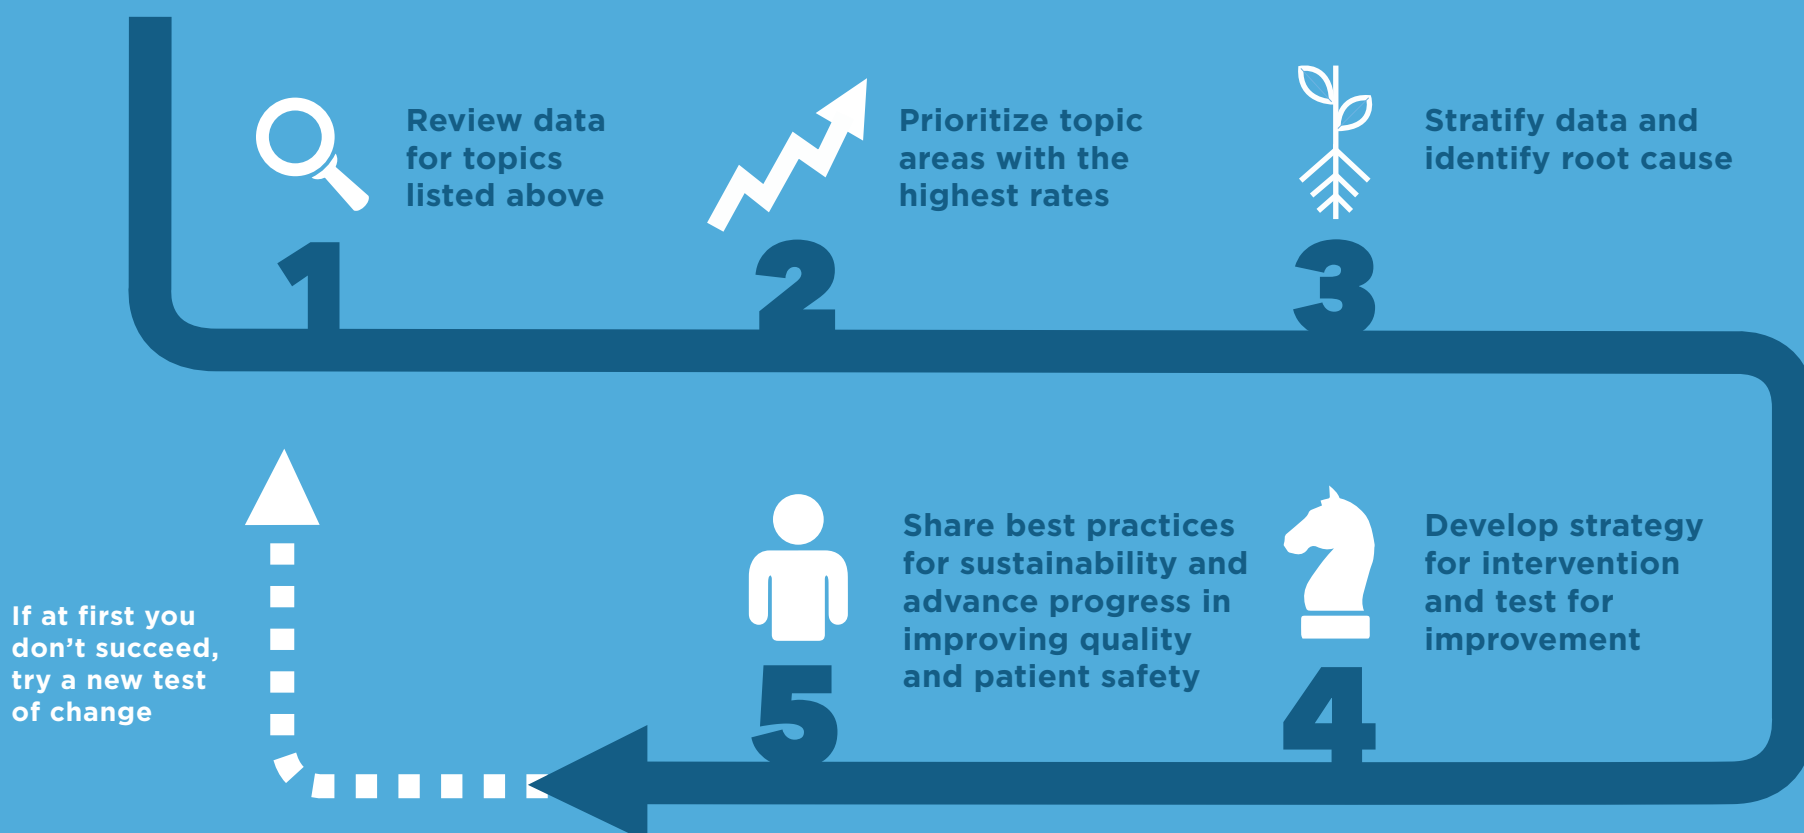 1
Review data
for topics
listed above
2
Prioritize topic
areas with the
highest rates
3
Stratify data and
identify root cause
4
Develop strategy
for intervention
and test for
improvement
5
Share best practices
for sustainability and
advance progress in
improving quality
and patient safety
If at first you
don’t succeed,
try a new test
of change